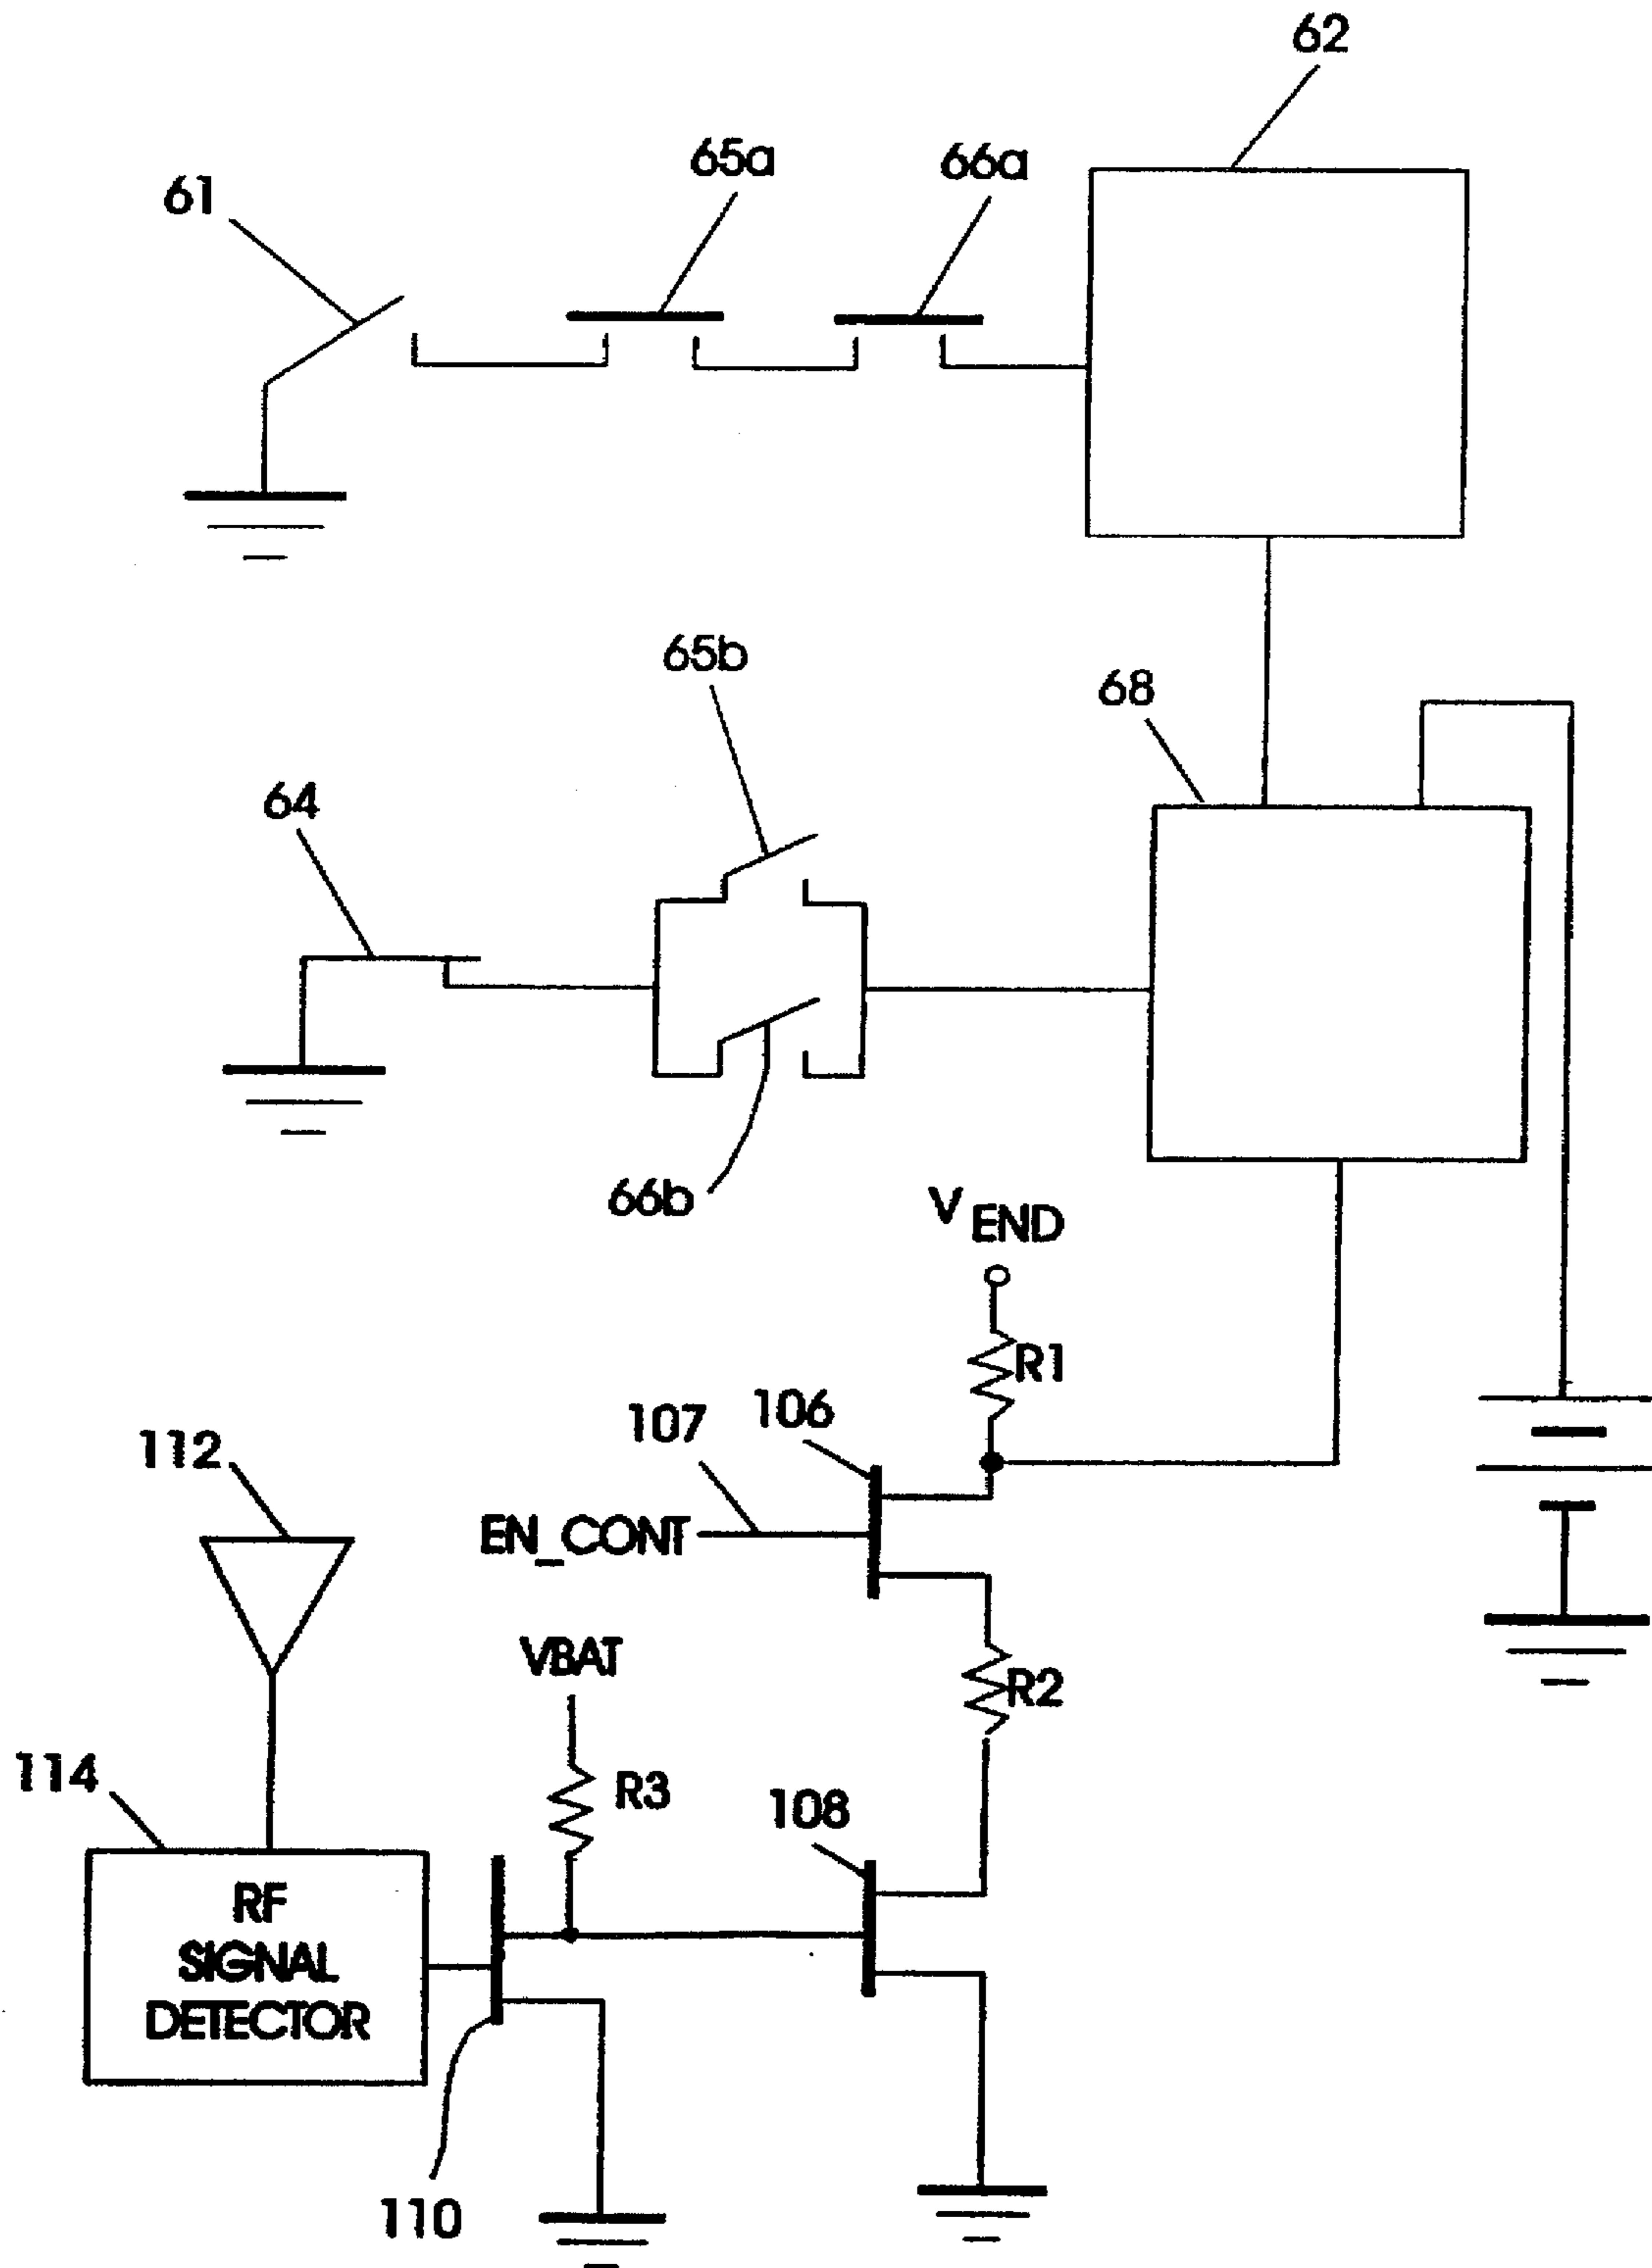 62
65a
66a
61
65b
68
64
66b
V END
R1
106
107
112
EN_CONT
VBAT
R2
114
R3
108
RF
SIGNAL
DETECTOR
110